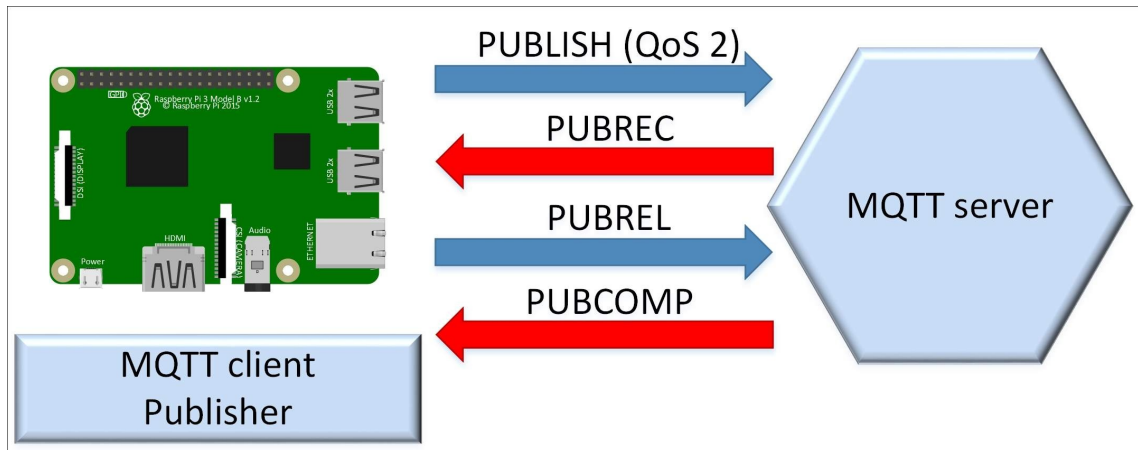 PUBLISH (QoS 2)
PUBREC
PUBREL
PUBCOMP
MQTT server
GPIO
Raspberry Pi 3 Model B v1.2
© Raspberry Pi 2015
USB 2x
USB 2x
DSI (DISPLAY)
ETHERNET
CSI (CAMERA)
Audio
HDMI
Power
MQTT client
Publisher